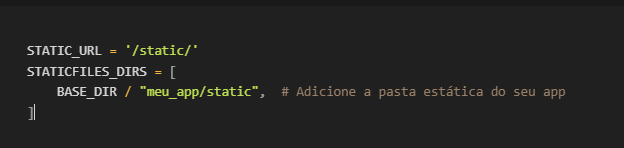 STATIC_URL = '/static/'
STATICFILES_DIRS = [
    BASE_DIR / "meu_app/static",  # Adicione a pasta estática do seu app
]